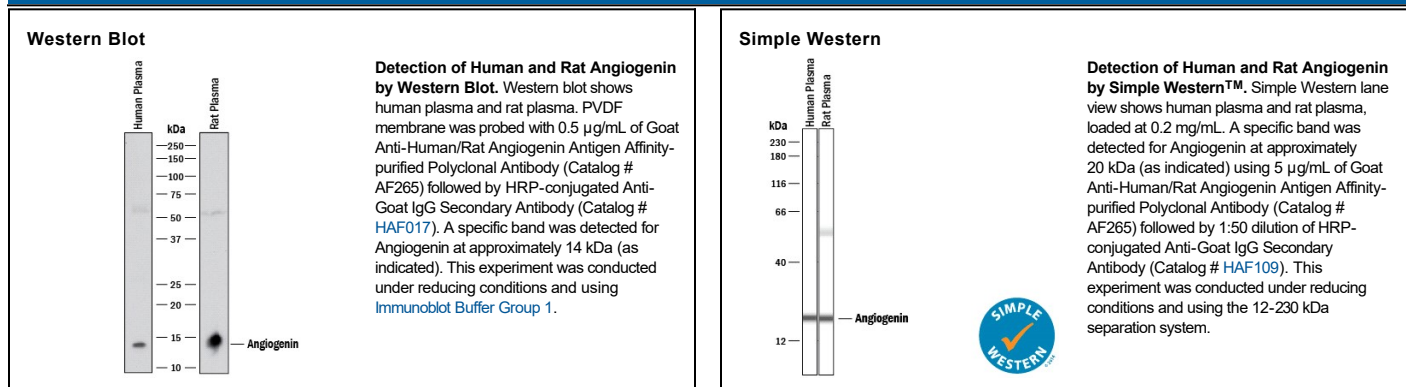 Western Blot
Human Plasma
Rat Plasma
kDa
250
150
100
75
50
37
25
20
15
10
Angiogenin
Detection of Human and Rat Angiogenin
by Western Blot. Western blot shows
human plasma and rat plasma. PVDF
membrane was probed with 0.5 µg/mL of Goat
Anti-Human/Rat Angiogenin Antigen Affinity-
purified Polyclonal Antibody (Catalog #
AF265) followed by HRP-conjugated Anti-
Goat IgG Secondary Antibody (Catalog #
HAF017). A specific band was detected for
Angiogenin at approximately 14 kDa (as
indicated). This experiment was conducted
under reducing conditions and using
Immunoblot Buffer Group 1.
Simple Western
Human Plasma
Rat Plasma
kDa
230
180
116
66
40
12
Angiogenin
SIMPLE
WESTERN
Detection of Human and Rat Angiogenin
by Simple Western™. Simple Western lane
view shows human plasma and rat plasma,
loaded at 0.2 mg/mL. A specific band was
detected for Angiogenin at approximately
20 kDa (as indicated) using 5 µg/mL of Goat
Anti-Human/Rat Angiogenin Antigen Affinity-
purified Polyclonal Antibody (Catalog #
AF265) followed by 1:50 dilution of HRP-
conjugated Anti-Goat IgG Secondary
Antibody (Catalog # HAF109). This
experiment was conducted under reducing
conditions and using the 12-230 kDa
separation system.